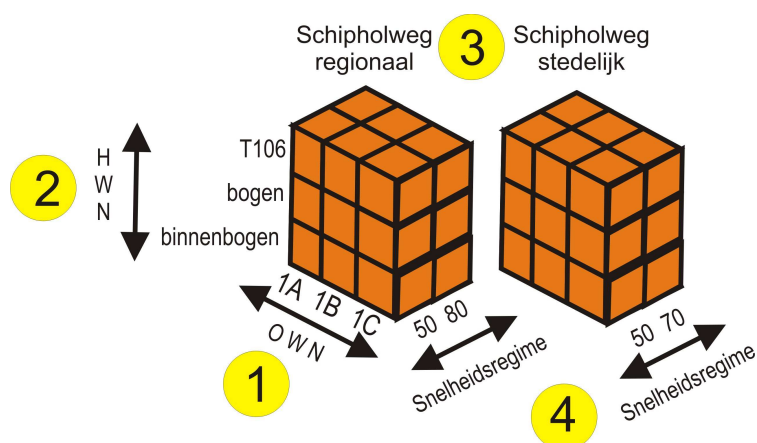 Schipholweg
regionaal
3
Schipholweg
stedelijk
2
H
W
N
T106
bogen
binnenbogen
1A 1B 1C
OWN
50 80
Snelheidsregime
1
50 70
Snelheidsregime
4